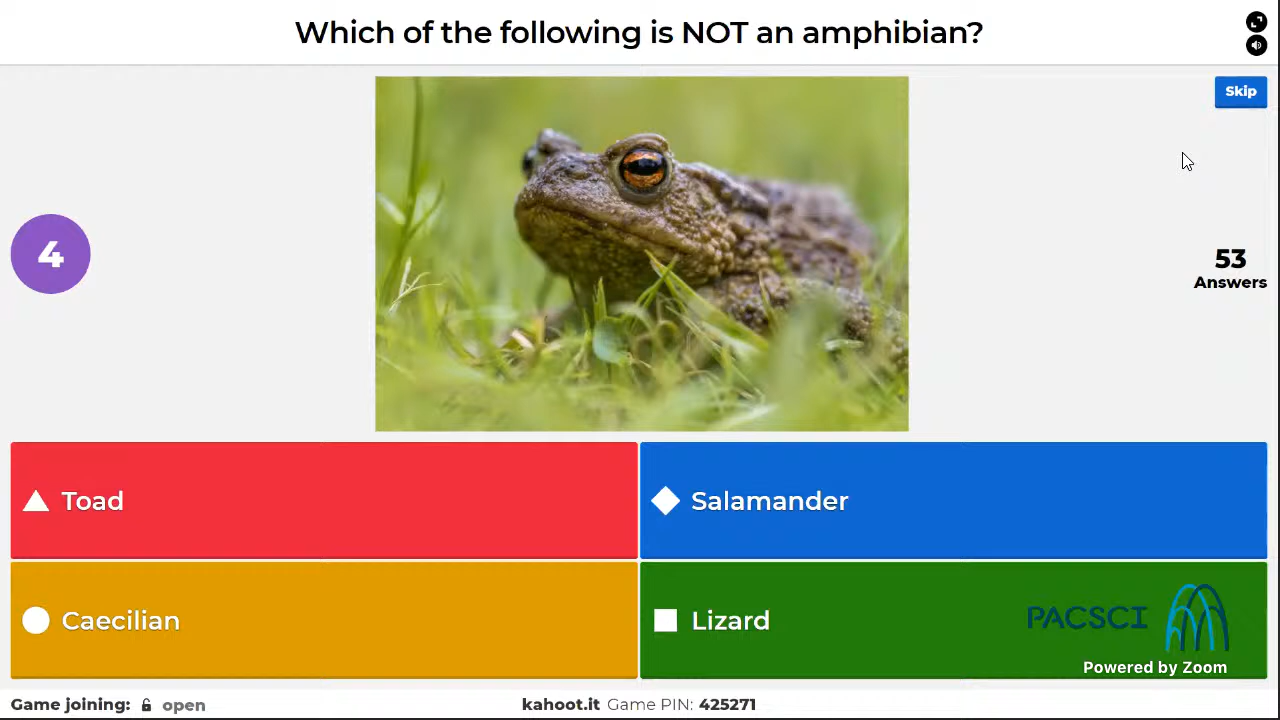 Which of the following is NOT an amphibian?
Skip
4
53
Answers
Toad
Salamander
Caecilian
Lizard
PACSCI
Powered by Zoom
Game joining: open
kahoot.it Game PIN: 425271